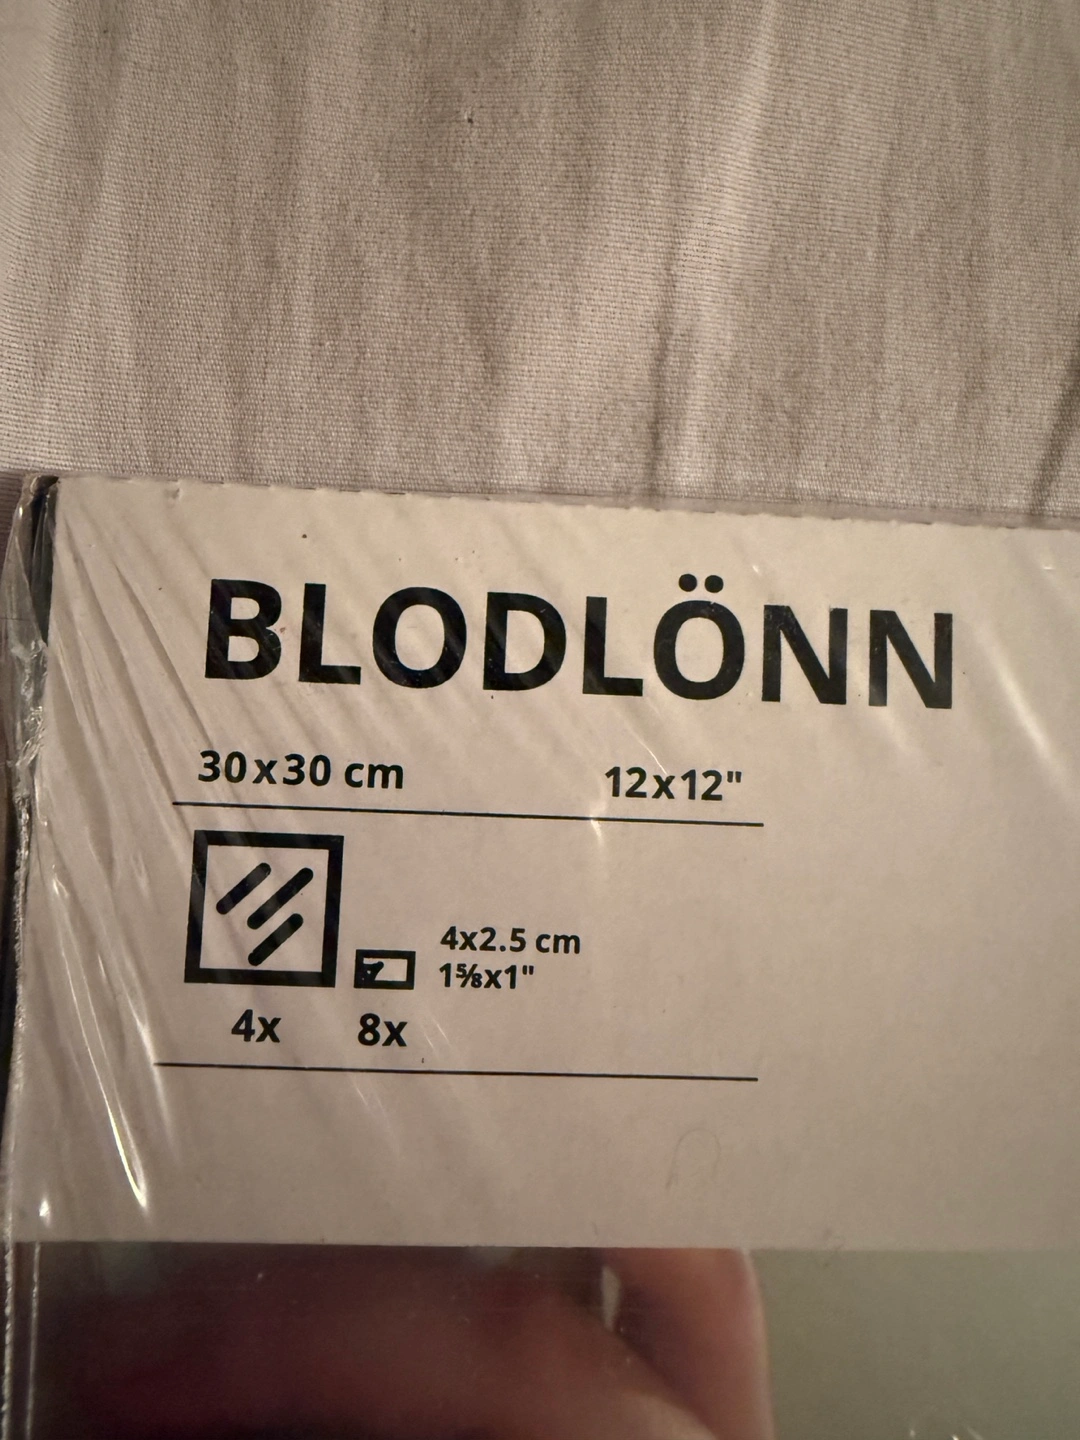 BLODLÖNN
30x30 cm 12x12"
4x2.5 cm
1⅝x1"
4x 8x